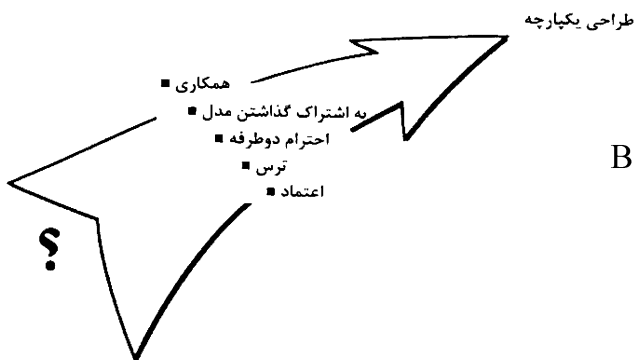 طراحی یکپارچه
همکاری
به اشتراک گذاشتن مدل
احترام دوطرفه
ترس
اعتماد
B
؟